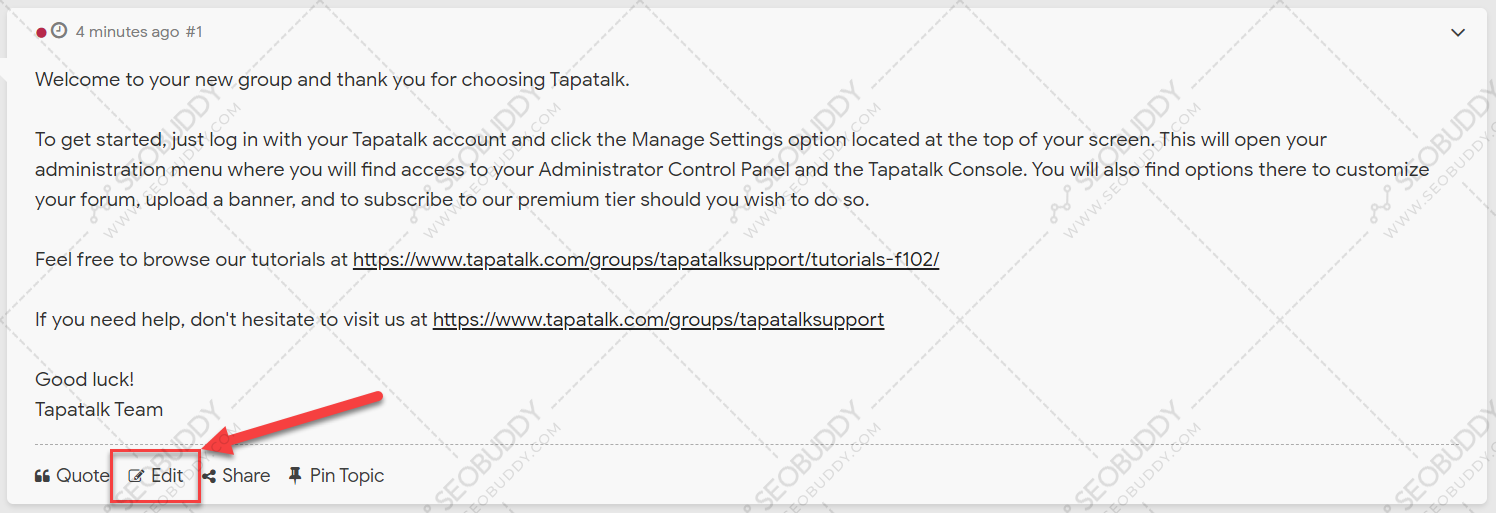 4 minutes ago #1
Welcome to your new group and thank you for choosing Tapatalk.
To get started, just log in with your Tapatalk account and click the Manage Settings option located at the top of your screen. This will open your
administration menu where you will find access to your Administrator Control Panel and the Tapatalk Console. You will also find options there to customize
your forum, upload a banner, and to subscribe to our premium tier should you wish to do so.
Feel free to browse our tutorials at https://www.tapatalk.com/groups/tapatalksupport/tutorials-f102/
If you need help, don't hesitate to visit us at https://www.tapatalk.com/groups/tapatalksupport
Good luck!
Tapatalk Team
Quote Edit Share Pin Topic
SEOBUDDY
WWW.SEOBUDDY.COM